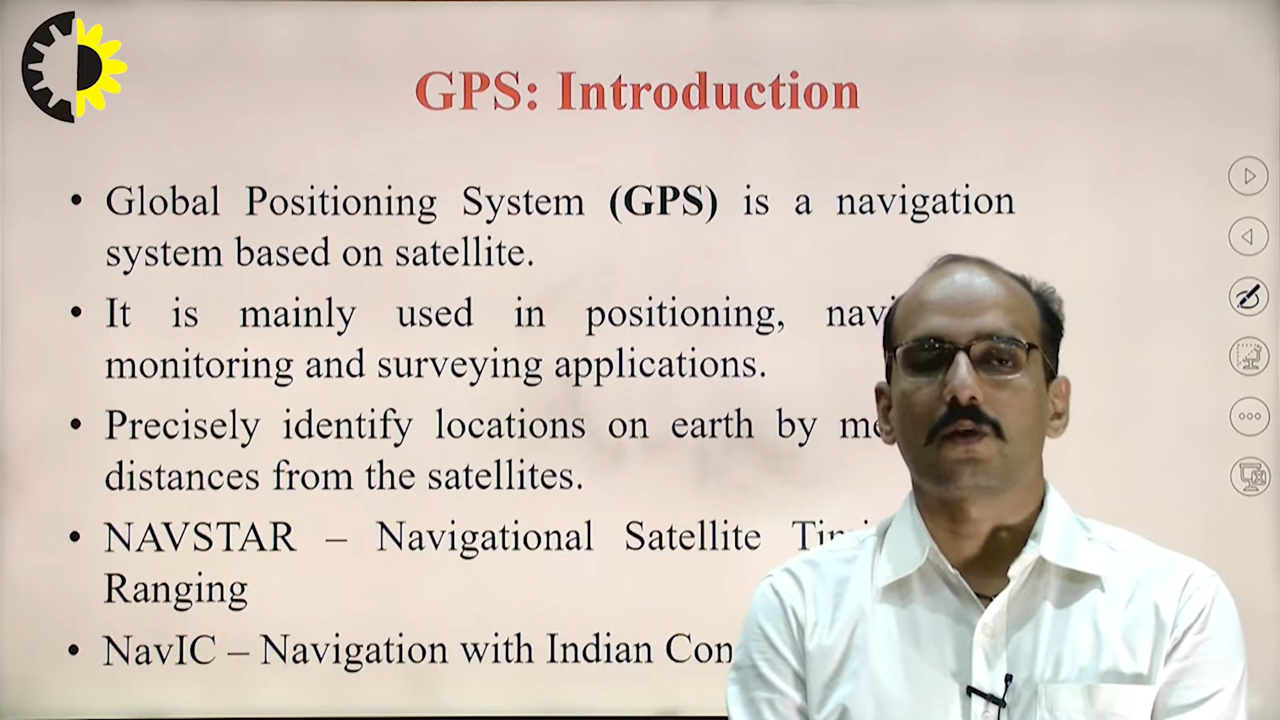 GPS: Introduction
• Global Positioning System (GPS) is a navigation
system based on satellite.
• It is mainly used in positioning,
monitoring and surveying applications.
• Precisely identify locations on earth by
distances from the satellites.
• NAVSTAR – Navigational Satellite
Ranging
• NavIC – Navigation with Indian